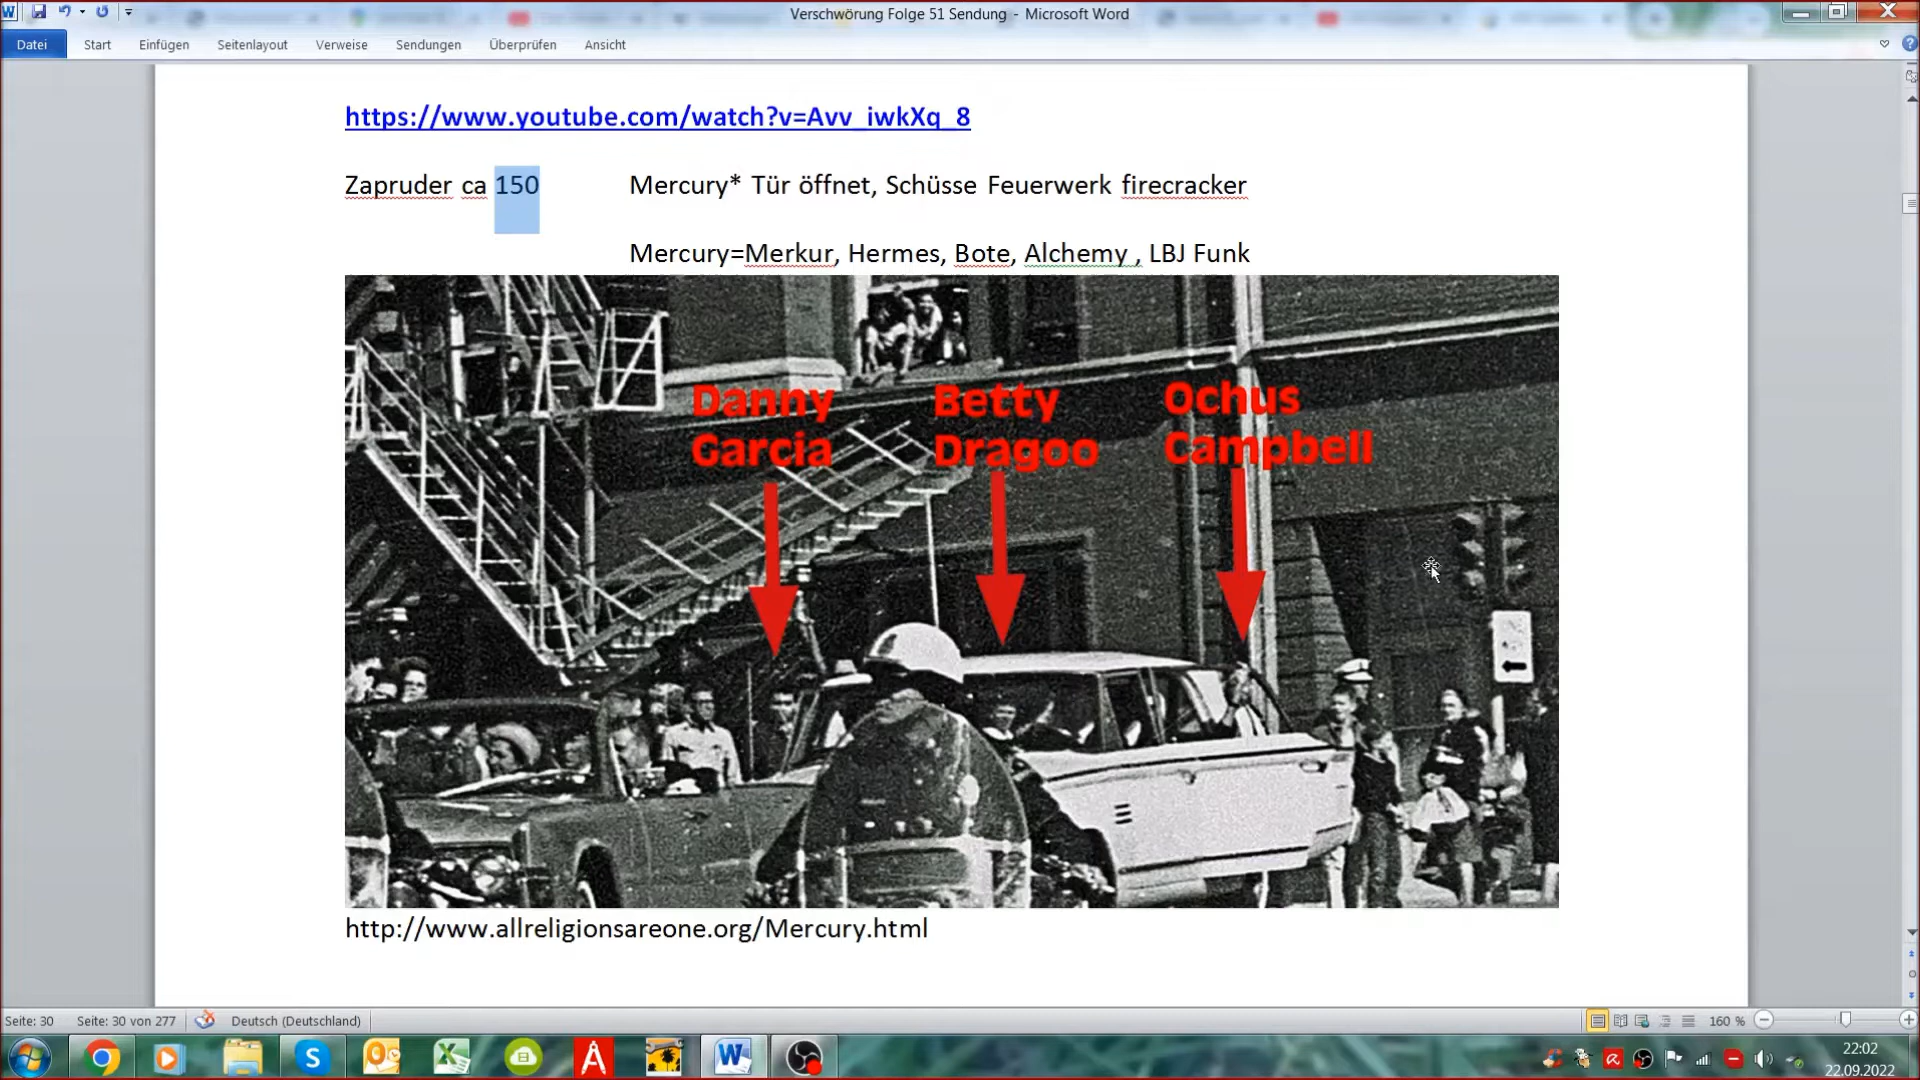 Verschwörung Folge 51 Sendung - Microsoft Word
Datei Start Einfügen Seitenlayout Verweise Sendungen Überprüfen Ansicht
https://www.youtube.com/watch?v=Avv_iwkXq_8
Zapruder ca 150 Mercury* Tür öffnet, Schüsse Feuerwerk firecracker
Mercury=Merkur, Hermes, Bote, Alchemy , LBJ Funk
Danny Garcia
Betty Dragoo
Ochus Campbell
http://www.allreligionsareone.org/Mercury.html
Seite: 30 Seite: 30 von 277 Deutsch (Deutschland) 160 %
22:02
22.09.2022